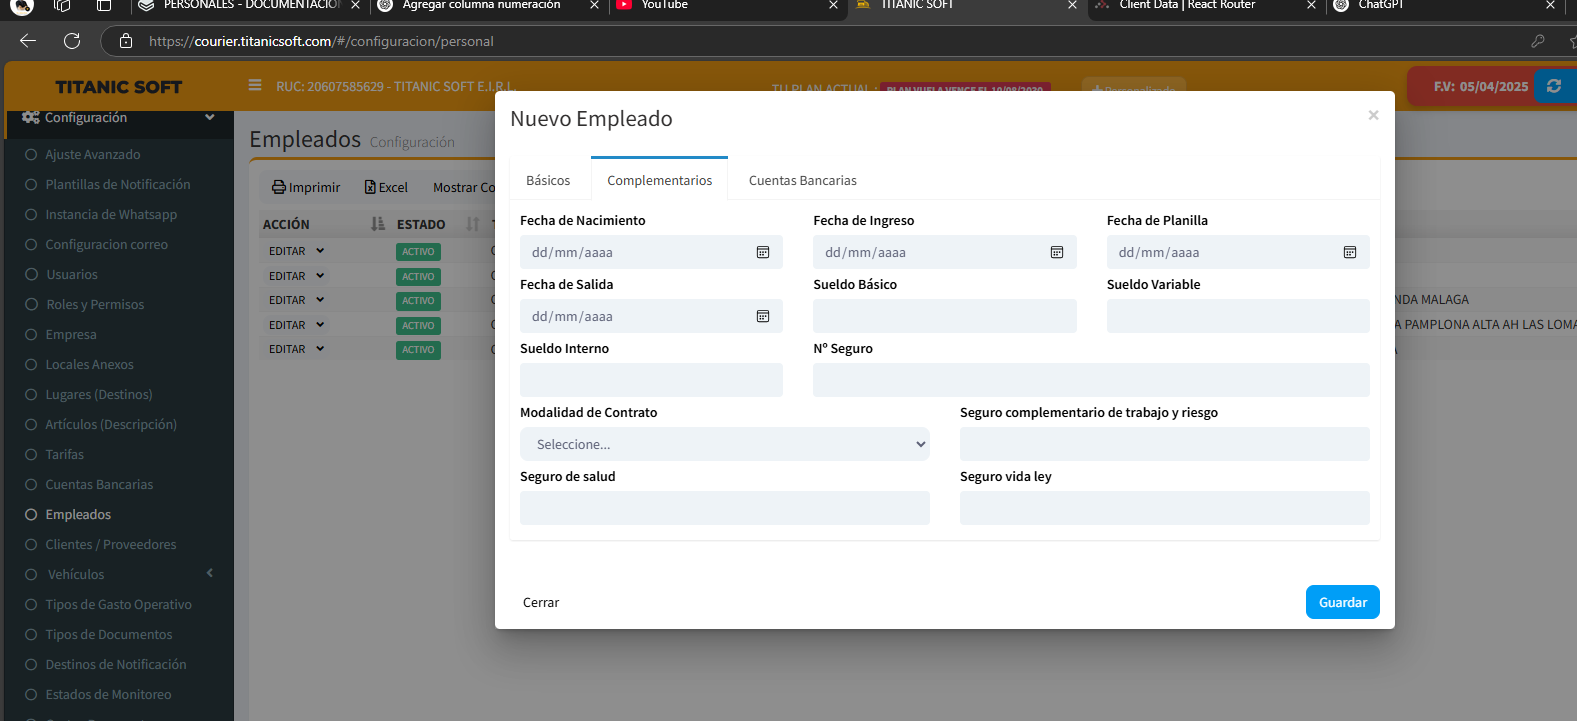 PERSONALES - DOCUMENTACION
Agregar columna numeración
YouTube
TITANIC SOFT
Client Data | React Router
ChatGPT
https://courier.titanicsoft.com/#/configuracion/personal
TITANIC SOFT
RUC: 20607585629 - TITANIC SOFT E.I.R.L.
TU PLAN ACTUAL :
PLAN VUELA VENCE EL 19/08/2030
Personalizado
F.V: 05/04/2025
Configuración
Ajuste Avanzado
Plantillas de Notificación
Instancia de Whatsapp
Configuracion correo
Usuarios
Roles y Permisos
Empresa
Locales Anexos
Lugares (Destinos)
Artículos (Descripción)
Tarifas
Cuentas Bancarias
Empleados
Clientes / Proveedores
Vehículos
Tipos de Gasto Operativo
Tipos de Documentos
Destinos de Notificación
Estados de Monitoreo
Empleados Configuración
Imprimir Excel Mostrar Co
ACCIÓN ESTADO
EDITAR ACTIVO
EDITAR ACTIVO
EDITAR ACTIVO NDA MALAGA
EDITAR ACTIVO A PAMPLONA ALTA AH LAS LOMA
EDITAR ACTIVO
Nuevo Empleado ×
Básicos Complementarios Cuentas Bancarias
Fecha de Nacimiento Fecha de Ingreso Fecha de Planilla
dd/mm/aaaa dd/mm/aaaa dd/mm/aaaa
Fecha de Salida Sueldo Básico Sueldo Variable
dd/mm/aaaa
Sueldo Interno Nº Seguro
Modalidad de Contrato Seguro complementario de trabajo y riesgo
Seleccione...
Seguro de salud Seguro vida ley
Cerrar Guardar